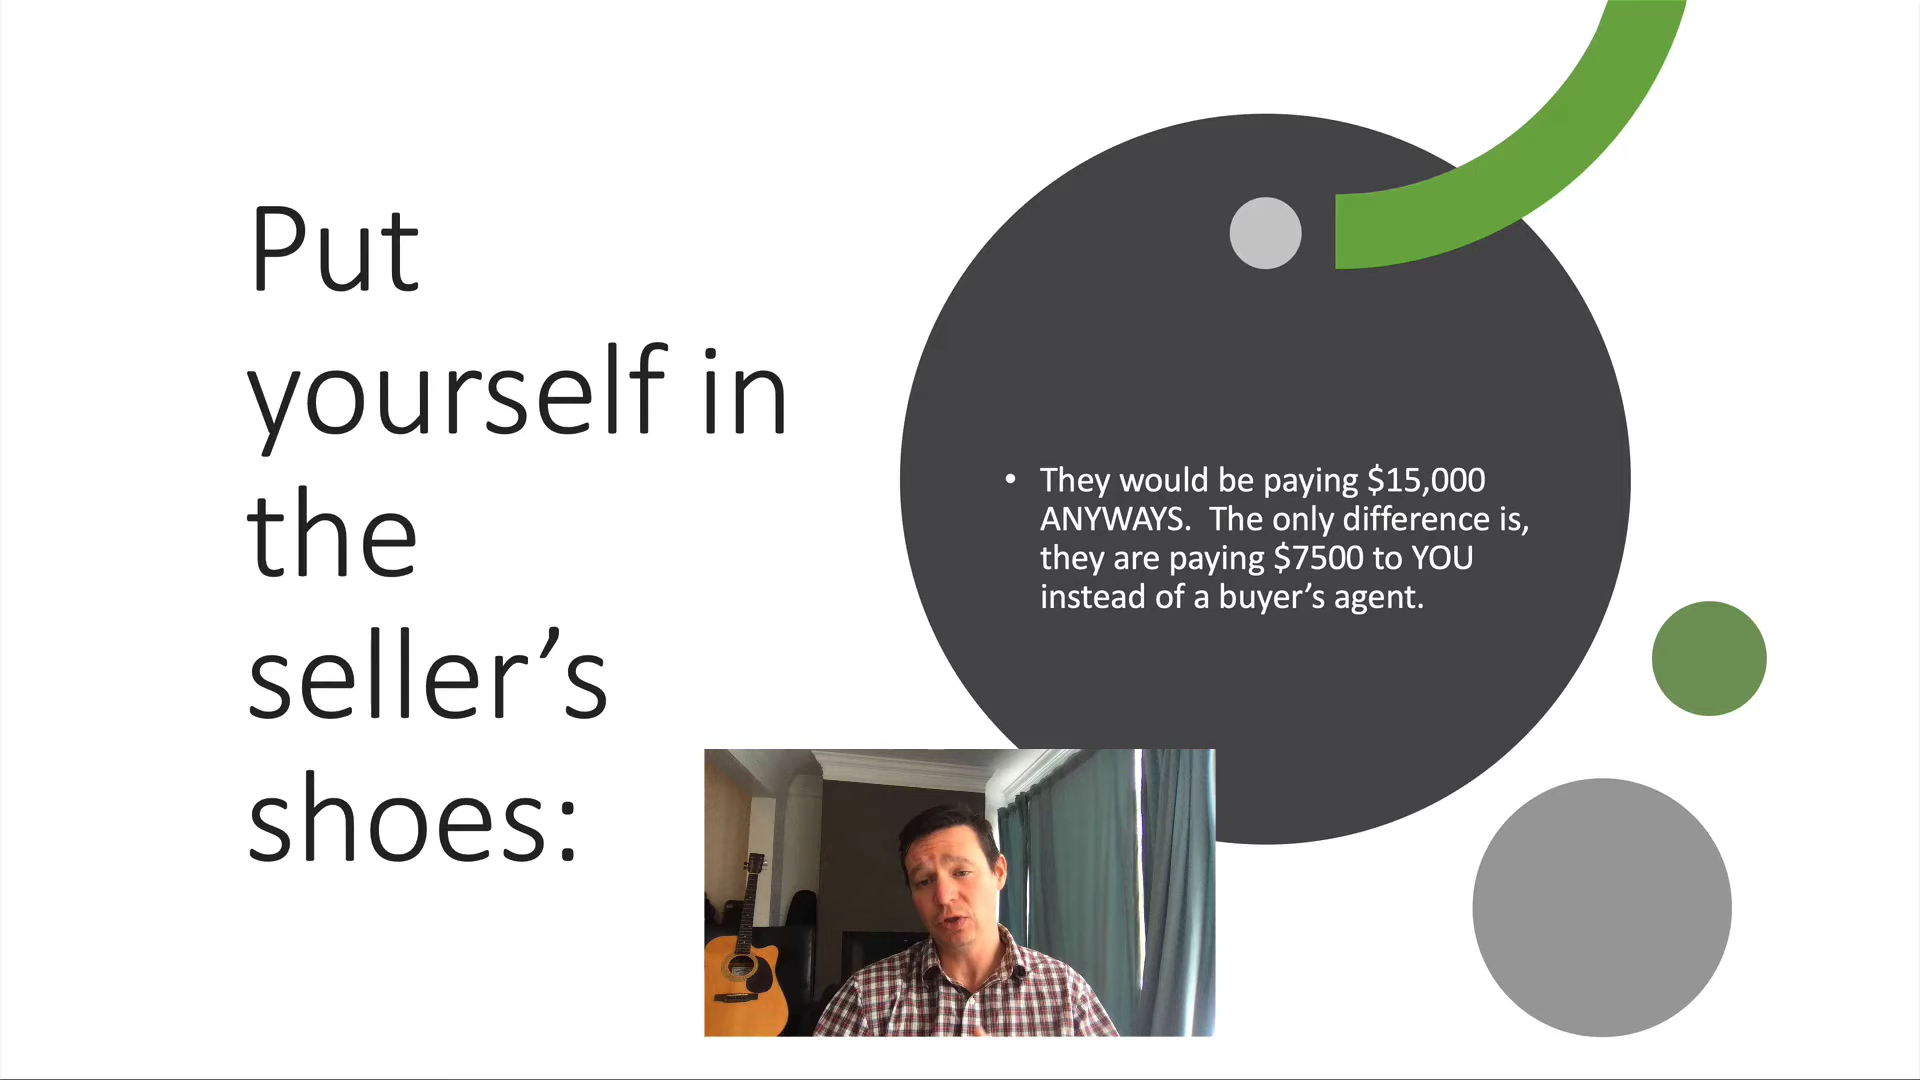 Put
yourself in
the
seller’s
shoes:
• They would be paying $15,000
ANYWAYS.  The only difference is,
they are paying $7500 to YOU
instead of a buyer’s agent.